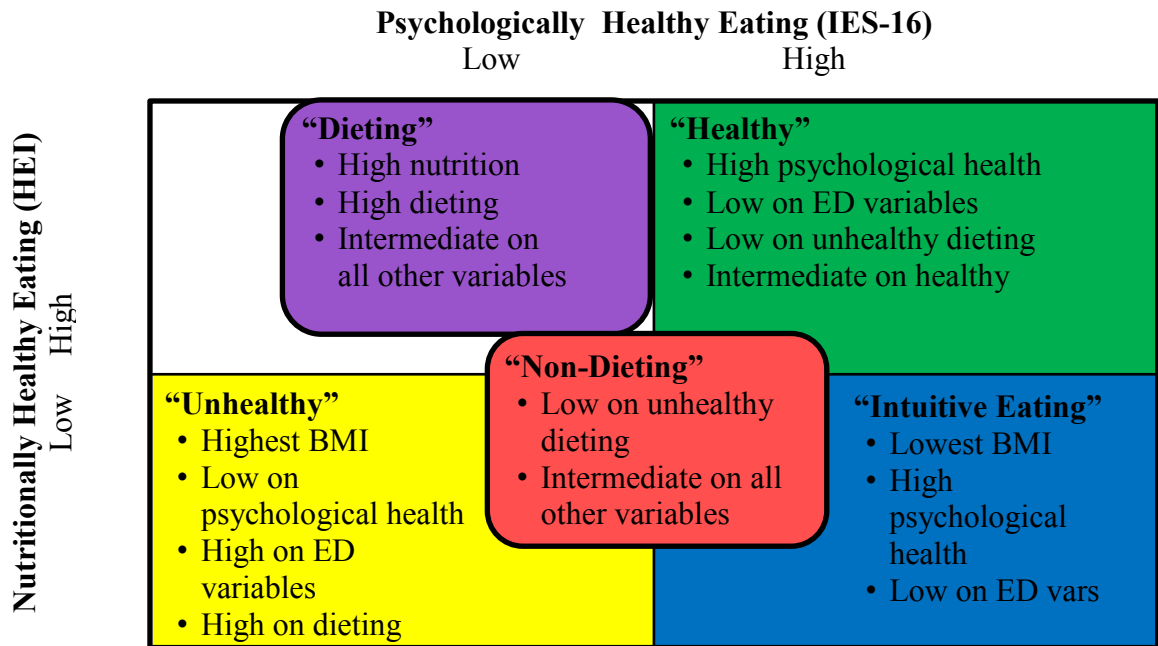 Psychologically Healthy Eating (IES-16)
Low High
Nutritionally Healthy Eating (HEI)
Low High
“Dieting”
• High nutrition
• High dieting
• Intermediate on
all other variables
“Healthy”
• High psychological health
• Low on ED variables
• Low on unhealthy dieting
• Intermediate on healthy
“Unhealthy”
• Highest BMI
• Low on
psychological health
• High on ED
variables
• High on dieting
“Non-Dieting”
• Low on unhealthy
dieting
• Intermediate on all
other variables
“Intuitive Eating”
• Lowest BMI
• High
psychological
health
• Low on ED vars